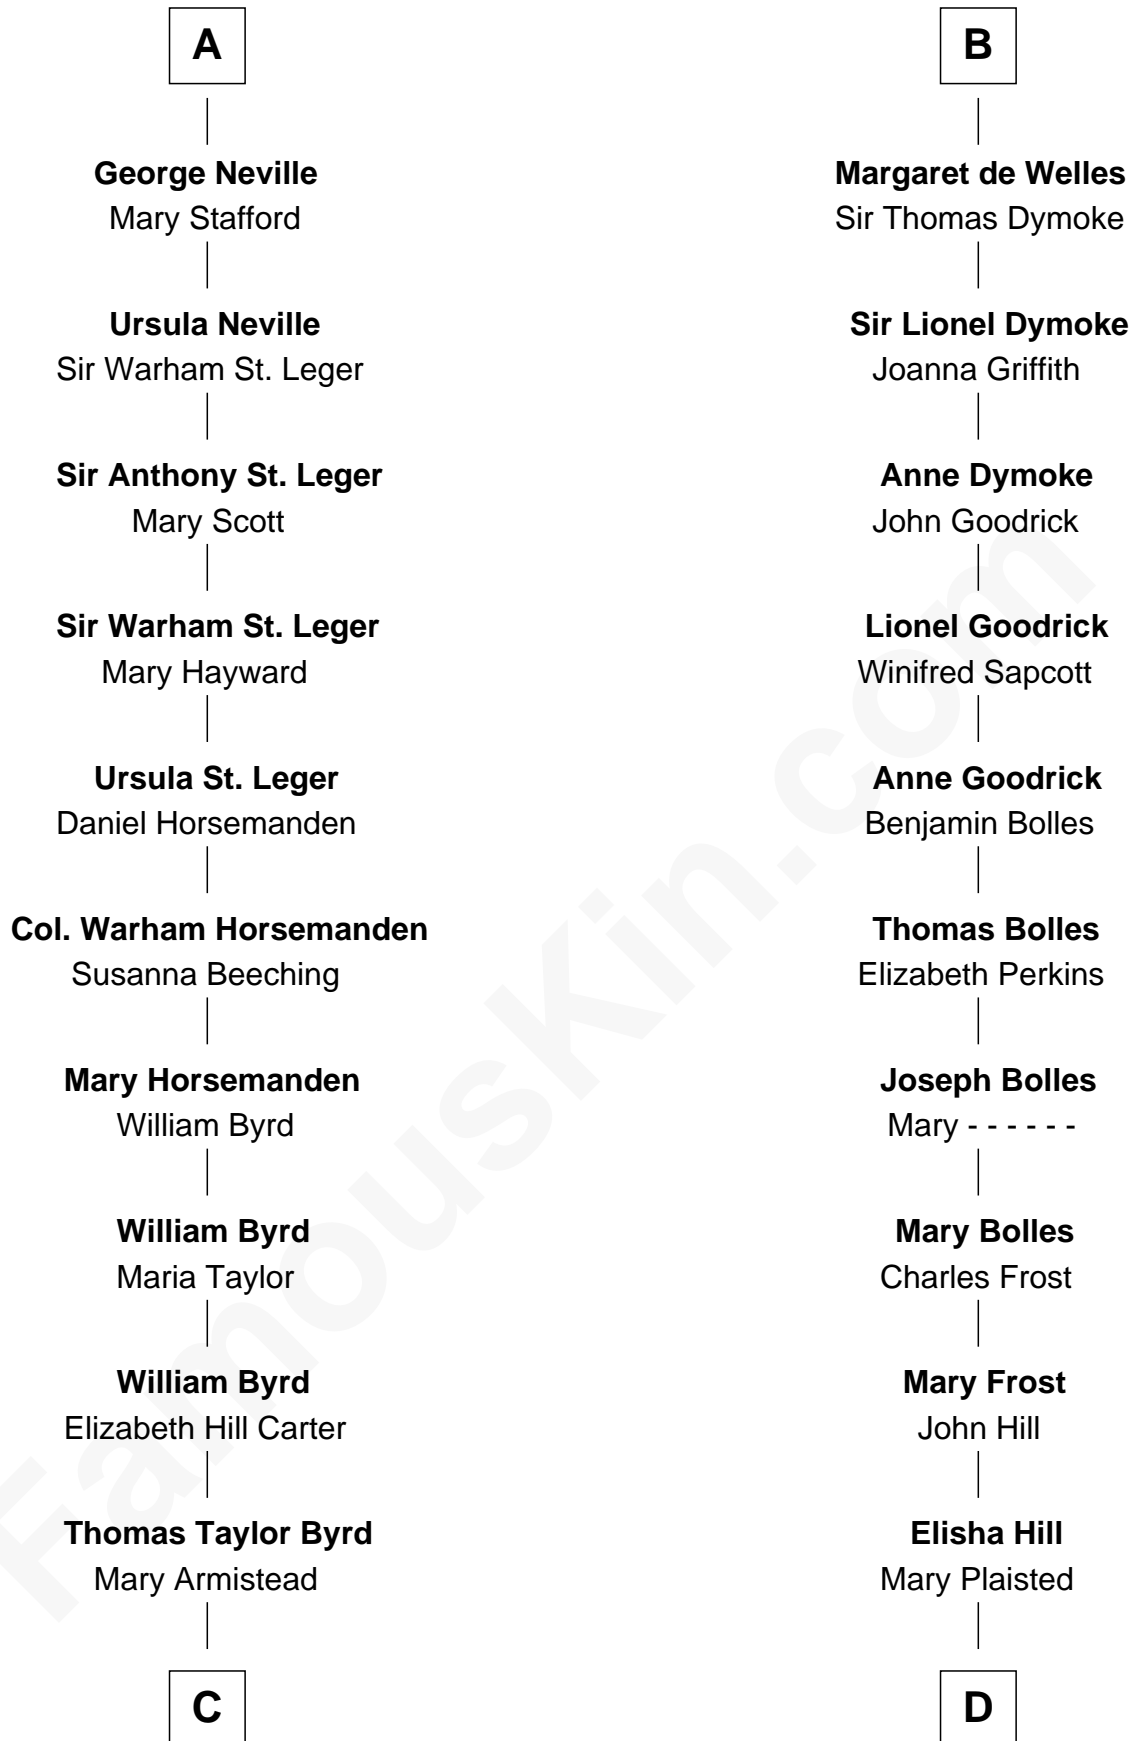 A
George Neville
Mary Stafford
Ursula Neville
Sir Warham St. Leger
Sir Anthony St. Leger
Mary Scott
Sir Warham St. Leger
Mary Hayward
Ursula St. Leger
Daniel Horsemanden
Col. Warham Horsemanden
Susanna Beeching
Mary Horsemanden
William Byrd
William Byrd
Maria Taylor
William Byrd
Elizabeth Hill Carter
Thomas Taylor Byrd
Mary Armistead
C
B
Margaret de Welles
Sir Thomas Dymoke
Sir Lionel Dymoke
Joanna Griffith
Anne Dymoke
John Goodrick
Lionel Goodrick
Winifred Sapcott
Anne Goodrick
Benjamin Bolles
Thomas Bolles
Elizabeth Perkins
Joseph Bolles
Mary - - - - - -
Mary Bolles
Charles Frost
Mary Frost
John Hill
Elisha Hill
Mary Plaisted
D
FamousKin.com